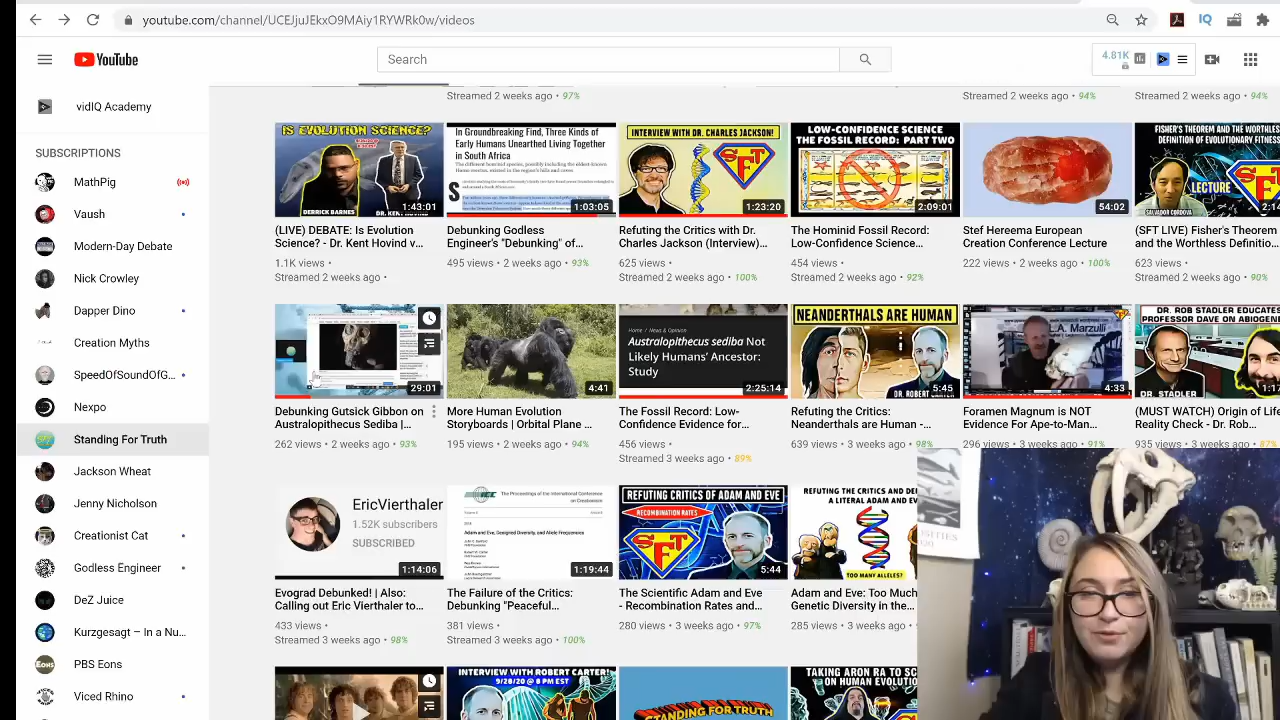 youtube.com/channel/UCEJjuJEkxO9MAiy1RYWRk0w/videos
IQ
YouTube
Search
4.81K
vidIQ Academy
SUBSCRIPTIONS
MathPig
Vaush
Modern-Day Debate
Nick Crowley
Dapper Dino
Creation Myths
SpeedOfSoundOfG...
Nexpo
Standing For Truth
Jackson Wheat
Jenny Nicholson
Creationist Cat
Godless Engineer
DeZ Juice
Kurzgesagt – In a Nu...
PBS Eons
Viced Rhino
Streamed 2 weeks ago • 97%
Streamed 2 weeks ago • 94%
Streamed 2 weeks ago • 94%
IS EVOLUTION SCIENCE?
DERRICK BARNES
DR. KENT HOVIND
1:43:01
In Groundbreaking Find, Three Kinds of
Early Humans Unearthed Living Together
in South Africa
1:03:05
INTERVIEW WITH DR. CHARLES JACKSON!
SFT
1:23:20
LOW-CONFIDENCE SCIENCE
THE FOSSIL RECORD: PART TWO
2:09:01
54:02
FISHER'S THEOREM AND THE WORTHLESS
DEFINITION OF EVOLUTIONARY FITNESS
LECTURE
SALVADOR CORDOVA
(LIVE) DEBATE: Is Evolution
Science? - Dr. Kent Hovind v...
1.1K views •
Streamed 2 weeks ago •
Debunking Godless
Engineer's "Debunking" of...
495 views • 2 weeks ago • 93%
Refuting the Critics with Dr.
Charles Jackson (Interview)...
625 views •
Streamed 2 weeks ago • 100%
The Hominid Fossil Record:
Low-Confidence Science...
454 views •
Streamed 2 weeks ago • 92%
Stef Hereema European
Creation Conference Lecture
222 views • 2 weeks ago • 100%
(SFT LIVE) Fisher's Theorem
and the Worthless Definitio...
623 views •
Streamed 2 weeks ago • 90%
29:01
4:41
Home / News & Opinion
Australopithecus sediba Not
Likely Humans' Ancestor:
Study
2:25:14
NEANDERTHALS ARE HUMAN
DR. ROBERT CARTER
5:45
L.A. Marzulli
4:33
DR. ROB STADLER EDUCATES
PROFESSOR DAVE ON ABIOGENE
Debunking Gutsick Gibbon on
Australopithecus Sediba |...
262 views • 2 weeks ago • 93%
More Human Evolution
Storyboards | Orbital Plane ...
195 views • 2 weeks ago • 94%
The Fossil Record: Low-
Confidence Evidence for...
456 views •
Streamed 3 weeks ago • 89%
Refuting the Critics:
Neanderthals are Human -...
639 views • 3 weeks ago • 98%
Foramen Magnum is NOT
Evidence For Ape-to-Man...
296 views • 3 weeks ago • 91%
(MUST WATCH) Origin of Life
Reality Check - Dr. Rob...
935 views • 3 weeks ago • 87%
EricVierthaler
1.52K subscribers
SUBSCRIBED
1:14:06
The Proceedings of the International Conference
on Creationism
Adam and Eve, Designed Diversity, and Allele Frequencies
1:19:44
REFUTING CRITICS OF ADAM AND EVE
RECOMBINATION RATES
SFT
5:44
REFUTING THE CRITICS AND DE
A LITERAL ADAM AND EV
TOO MANY ALLELES?
Evograd Debunked! | Also:
Calling out Eric Vierthaler to...
433 views •
Streamed 3 weeks ago • 98%
The Failure of the Critics:
Debunking "Peaceful...
381 views •
Streamed 3 weeks ago • 100%
The Scientific Adam and Eve
- Recombination Rates and...
280 views • 3 weeks ago • 97%
Adam and Eve: Too Much
Genetic Diversity in the...
285 views • 3 weeks ago •
INTERVIEW WITH ROBERT CARTER!
9/26/20 @ 8 PM EST
STANDING FOR TRUTH
TAKING ARON RA TO SC
ON HUMAN EVOLUTIO